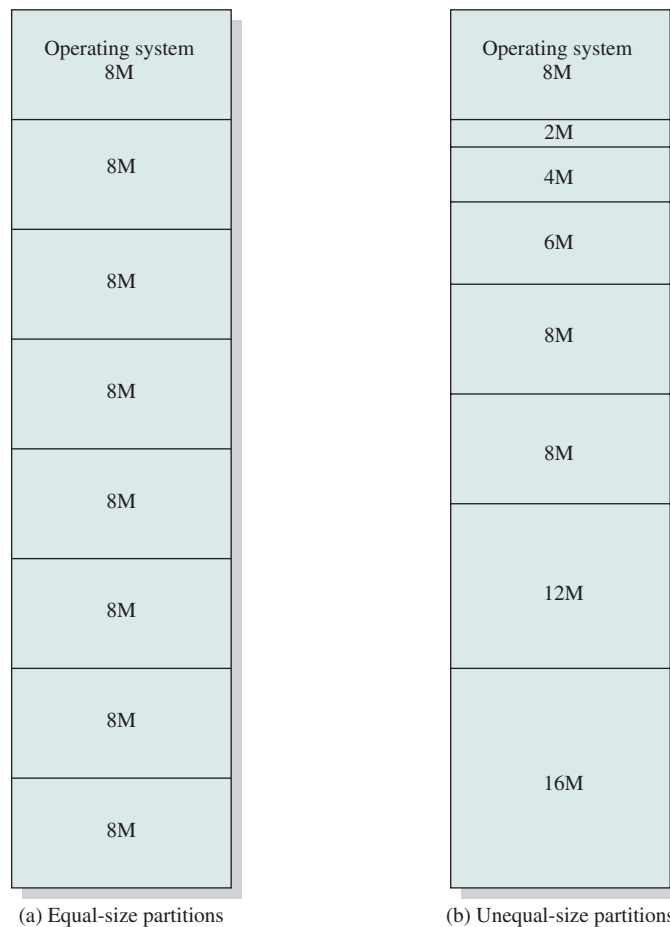 Operating system
8M
8M
8M
8M
8M
8M
8M
8M
(a) Equal-size partitions
Operating system
8M
2M
4M
6M
8M
8M
12M
16M
(b) Unequal-size partitions